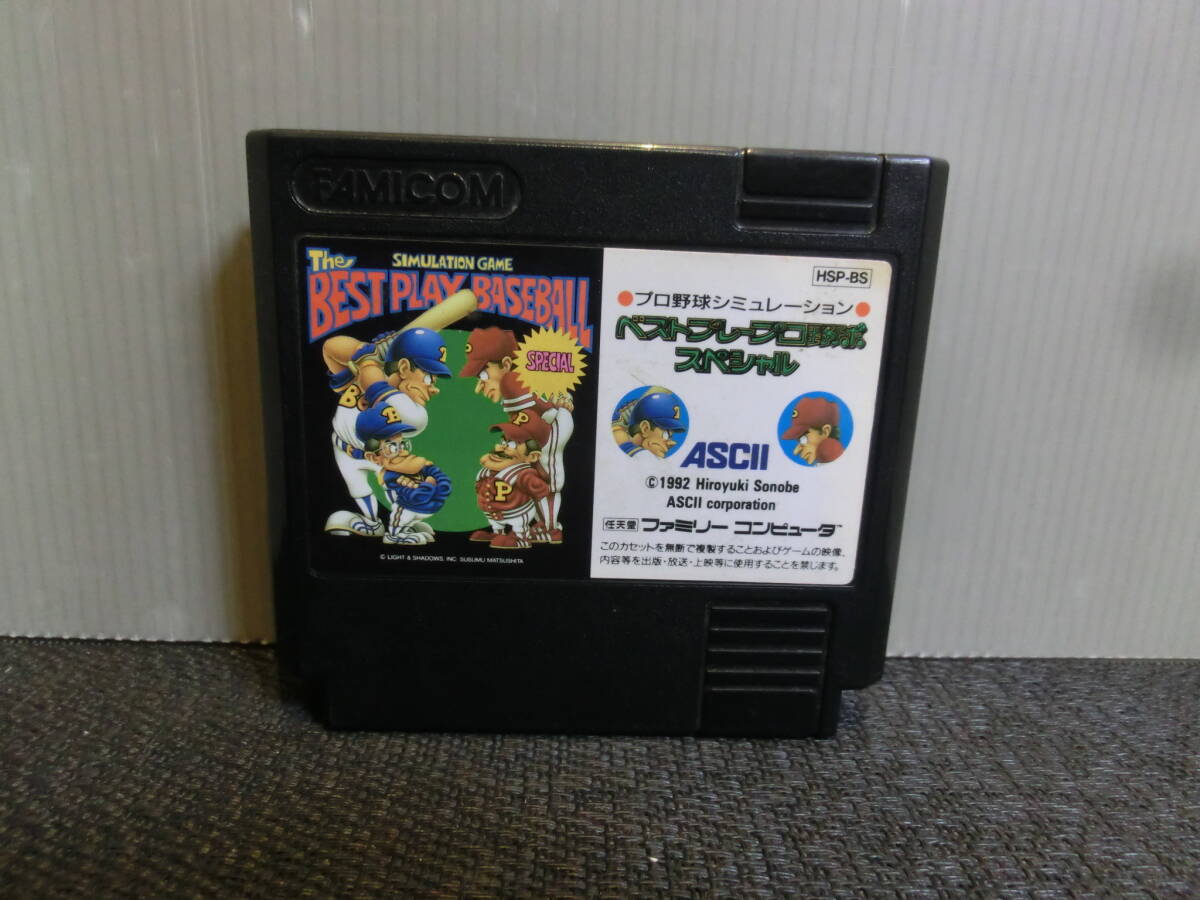 FAMICOM
The
SIMULATION GAME
BEST PLAY BASEBALL
SPECIAL
© LIGHT & SHADOWS, INC SUSUMU MATSUSHITA
HSP-BS
●プロ野球シミュレーション●
ベストプレープロ野球
スペシャル
ASCII
©1992 Hiroyuki Sonobe
ASCII corporation
任天堂 ファミリー コンピュータ™
このカセットを無断で複製することおよびゲームの映像、
内容等を出版・放送・上映等に使用することを禁じます。